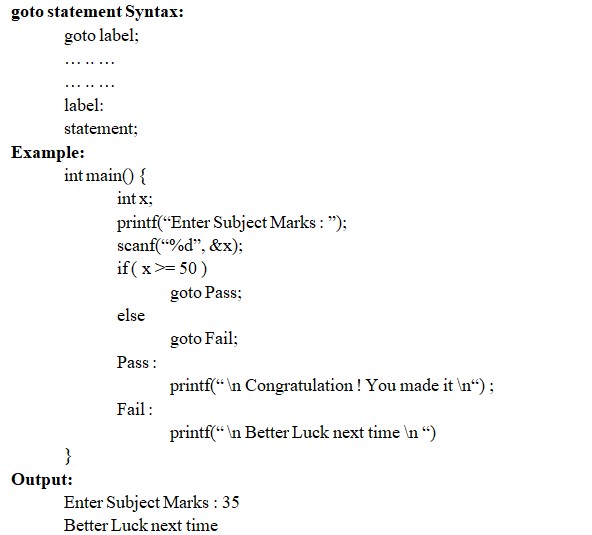 goto statement Syntax:
goto label;
… .. …
… .. …
label:
statement;
Example:
int main() {
int x;
printf(“Enter Subject Marks : ”);
scanf(“%d”, &x);
if( x >= 50 )
goto Pass;
else
goto Fail;
Pass :
printf(“ \n Congratulation ! You made it \n“) ;
Fail :
printf(“ \n Better Luck next time \n “)
}
Output:
Enter Subject Marks : 35
Better Luck next time